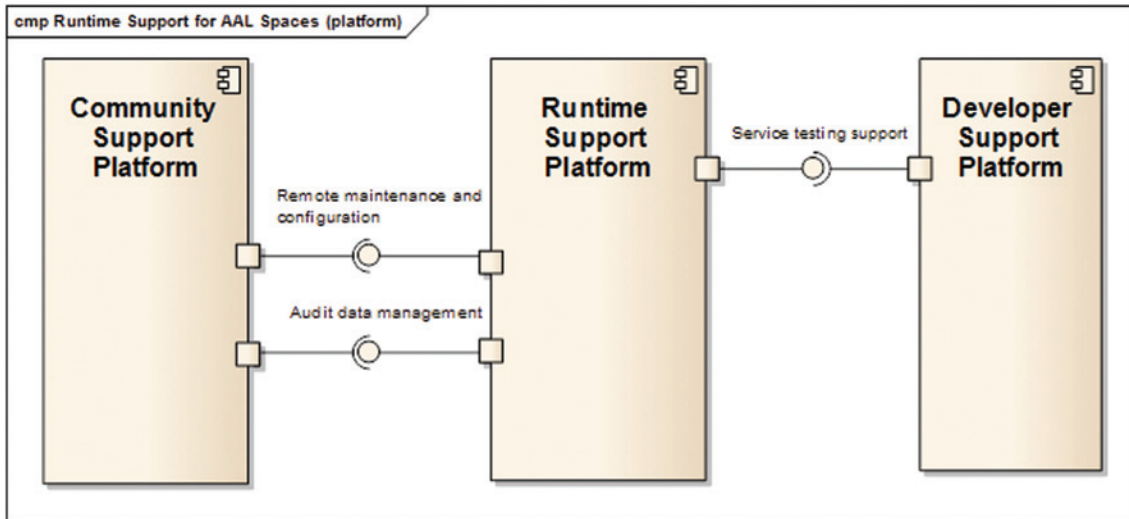 cmp Runtime Support for AAL Spaces (platform)
Community
Support
Platform
Runtime
Support
Platform
Developer
Support
Platform
Service testing support
Remote maintenance and
configuration
Audit data management